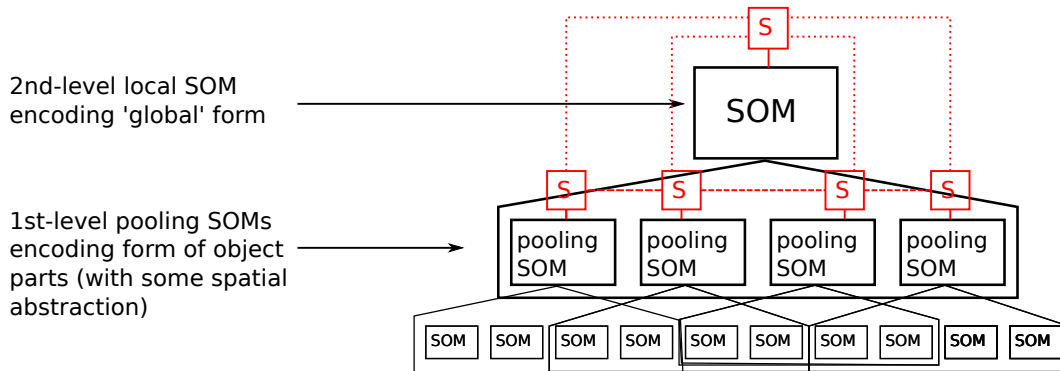 S
2nd-level local SOM
encoding 'global' form
SOM
S S S S
1st-level pooling SOMs
encoding form of object
parts (with some spatial
abstraction)
pooling pooling pooling pooling
SOM SOM SOM SOM
SOM SOM SOM SOM SOM SOM SOM SOM SOM SOM